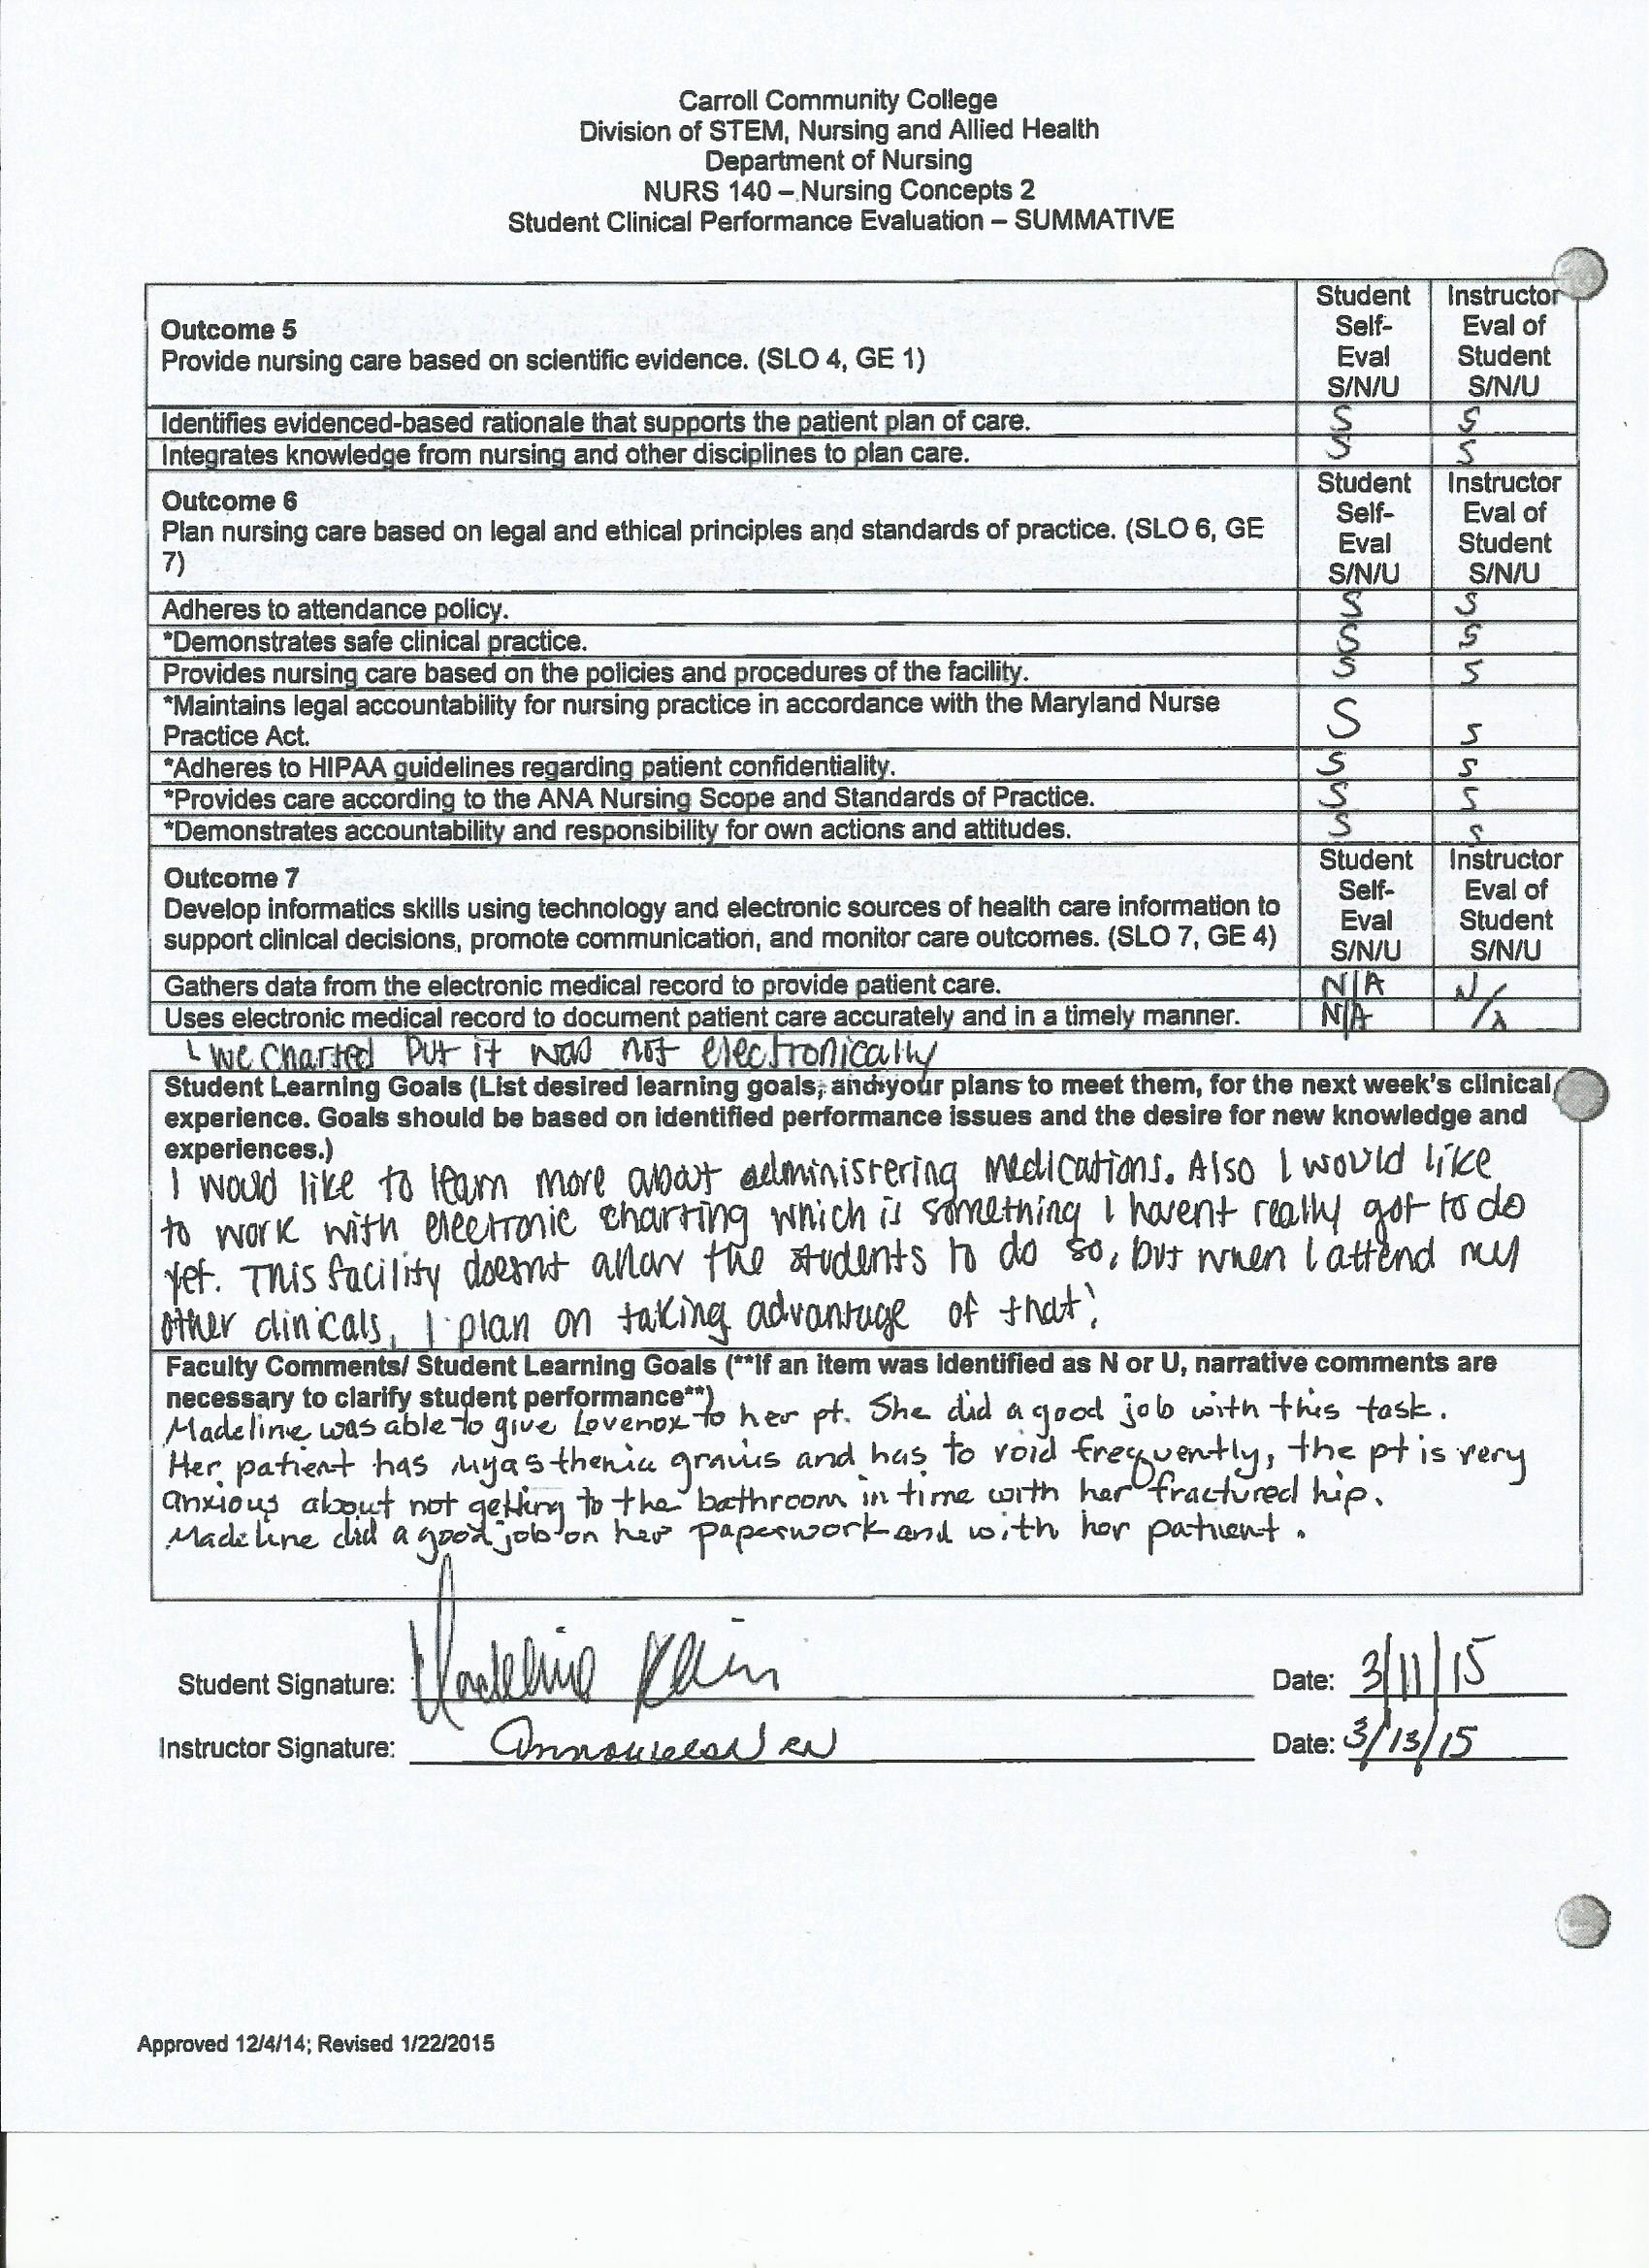 Carroll Community College
Division of STEM, Nursing and Allied Health
Department of Nursing
NURS 140 – Nursing Concepts 2
Student Clinical Performance Evaluation – SUMMATIVE
Outcome 5
Provide nursing care based on scientific evidence. (SLO 4, GE 1)
Student Self-Eval S/N/U
Instructor Eval of Student S/N/U
Identifies evidenced-based rationale that supports the patient plan of care. S S
Integrates knowledge from nursing and other disciplines to plan care. S S
Outcome 6
Plan nursing care based on legal and ethical principles and standards of practice. (SLO 6, GE
7)
Student Self-Eval S/N/U
Instructor Eval of Student S/N/U
Adheres to attendance policy. S S
*Demonstrates safe clinical practice. S S
Provides nursing care based on the policies and procedures of the facility. S S
*Maintains legal accountability for nursing practice in accordance with the Maryland Nurse
Practice Act. S S
*Adheres to HIPAA guidelines regarding patient confidentiality. S S
*Provides care according to the ANA Nursing Scope and Standards of Practice. S S
*Demonstrates accountability and responsibility for own actions and attitudes. S S
Outcome 7
Develop informatics skills using technology and electronic sources of health care information to
support clinical decisions, promote communication, and monitor care outcomes. (SLO 7, GE 4)
Student Self-Eval S/N/U
Instructor Eval of Student S/N/U
Gathers data from the electronic medical record to provide patient care. N/A N/A
Uses electronic medical record to document patient care accurately and in a timely manner. N/A
we charted but it was not electronically
Student Learning Goals (List desired learning goals, and your plans to meet them, for the next week's clinical
experience. Goals should be based on identified performance issues and the desire for new knowledge and
experiences.)
I would like to learn more about administering medications. Also I would like
to work with electronic charting which is something I havent really got to do
yet. This facility doesnt allow the students to do so, but when I attend my
other clinicals, I plan on taking advantage of that!
Faculty Comments/ Student Learning Goals (**If an item was identified as N or U, narrative comments are
necessary to clarify student performance**)
Madeline was able to give Lovenox to her pt. She did a good job with this task.
Her patient has myasthenia gravis and has to void frequently, the pt is very
anxious about not getting to the bathroom in time with her fractured hip.
Madeline did a good job on her paperwork and with her patient.
Student Signature: Madeline Klein Date: 3/11/15
Instructor Signature: RN Date: 3/13/15
Approved 12/4/14; Revised 1/22/2015